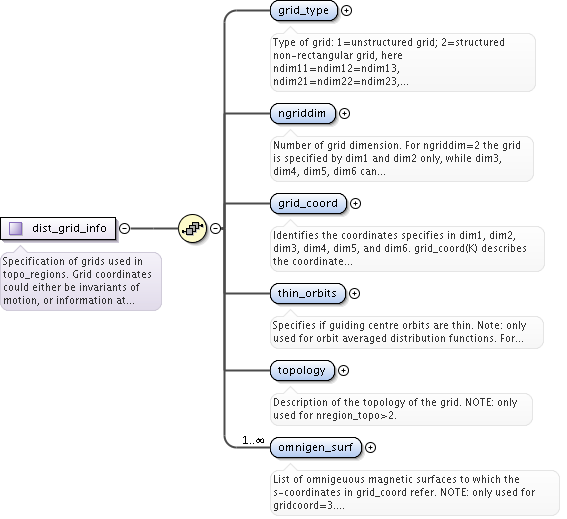 grid_type
Type of grid: 1=unstructured grid; 2=structured
non-rectangular grid, here
ndim11=ndim12=ndim13,
ndim21=ndim22=ndim23,...
ngriddim
Number of grid dimension. For ngriddim=2 the grid
is specified by dim1 and dim2 only, while dim3,
dim4, dim5, dim6 can...
grid_coord
Identifies the coordinates specifies in dim1, dim2,
dim3, dim4, dim5, and dim6. grid_coord(K) describes
the coordinate...
dist_grid_info
Specification of grids used in
topo_regions. Grid coordinates
could either be invariants of
motion, or information at...
thin_orbits
Specifies if guiding centre orbits are thin. Note: only
used for orbit averaged distribution functions. For...
topology
Description of the topology of the grid. NOTE: only
used for nregion_topo>2.
1..∞
omnigen_surf
List of omnigeuous magnetic surfaces to which the
s-coordinates in grid_coord refer. NOTE: only used for
gridcoord=3....